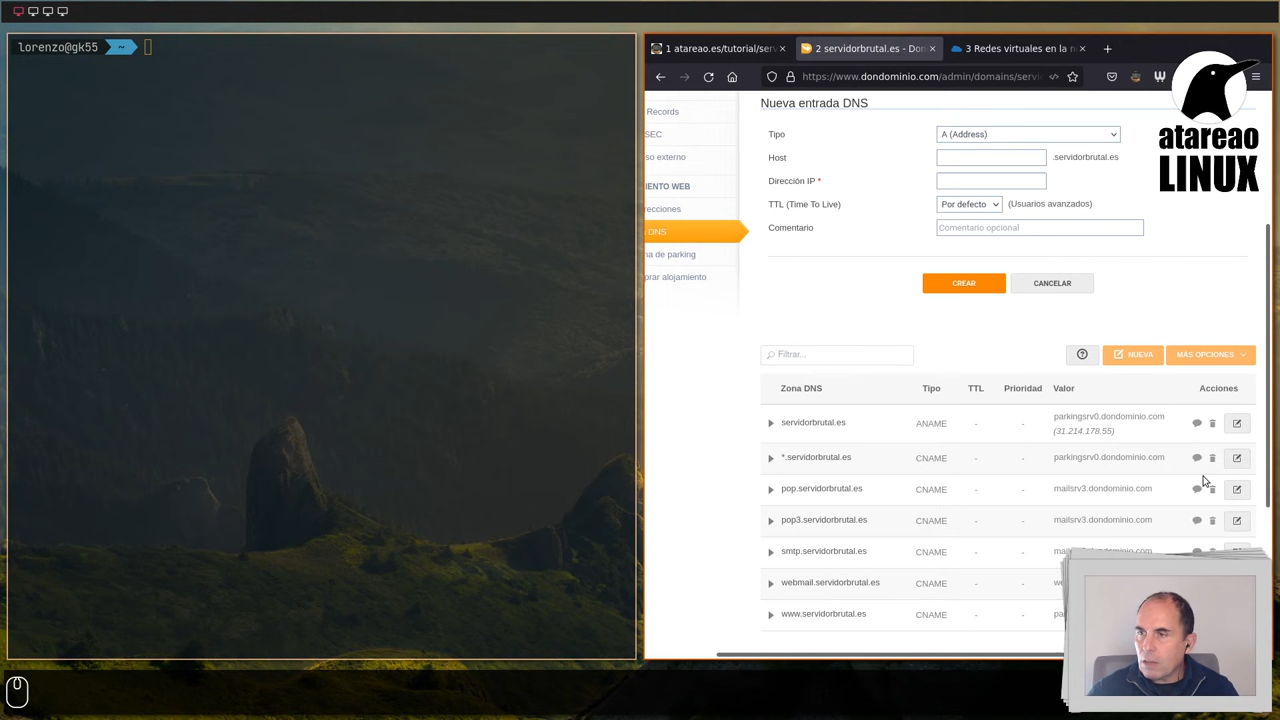 lorenzo@gk55 ~
1 atareao.es/tutorial/serv
2 servidorbrutal.es - Don
3 Redes virtuales en la n
https://www.dondominio.com/admin/domains/servi
atareao
LINUX
Nueva entrada DNS
Records
SEC
so externo
IENTO WEB
recciones
DNS
na de parking
prar alojamiento
Tipo
A (Address)
Host
.servidorbrutal.es
Dirección IP *
TTL (Time To Live)
Por defecto
(Usuarios avanzados)
Comentario
Comentario opcional
CREAR
CANCELAR
Filtrar...
NUEVA
MÁS OPCIONES
Zona DNS Tipo TTL Prioridad Valor Acciones
servidorbrutal.es ANAME - - parkingsrv0.dondominio.com
(31.214.178.55)
*.servidorbrutal.es CNAME - - parkingsrv0.dondominio.com
pop.servidorbrutal.es CNAME - - mailsrv3.dondominio.com
pop3.servidorbrutal.es CNAME - - mailsrv3.dondominio.com
smtp.servidorbrutal.es CNAME - - ma
webmail.servidorbrutal.es CNAME - - we
www.servidorbrutal.es CNAME - - pa